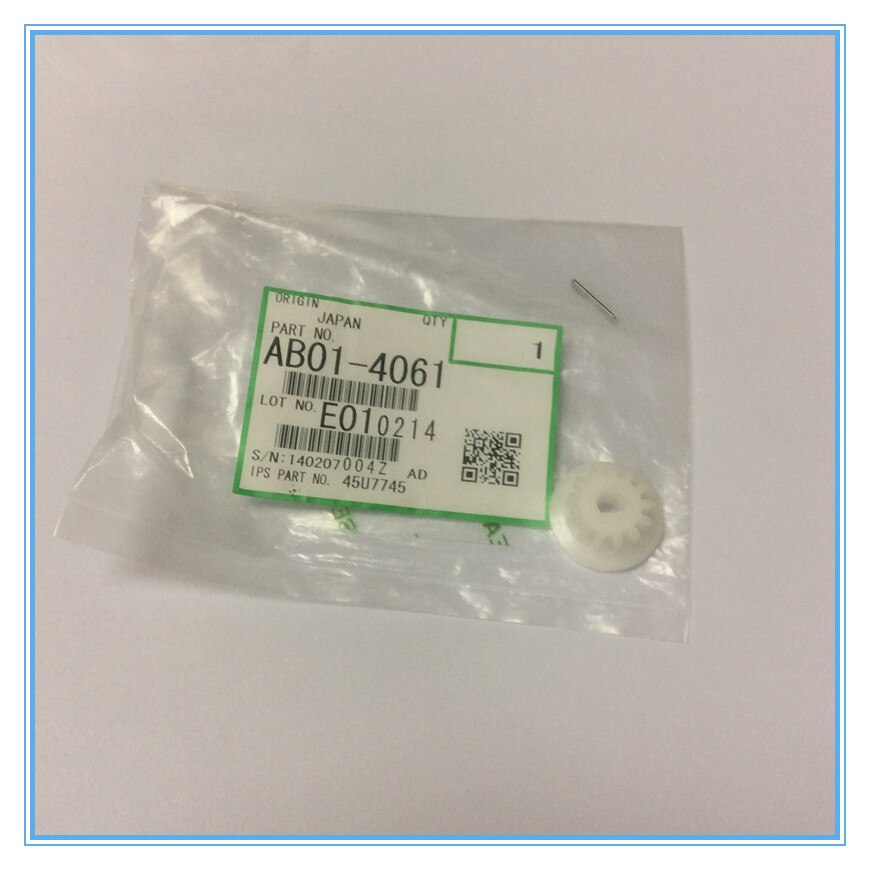 ORIGIN
JAPAN QTY
PART NO. 1
AB01-4061
LOT NO. E010214
S/N:140207004Z AD
IPS PART NO. 45U7745